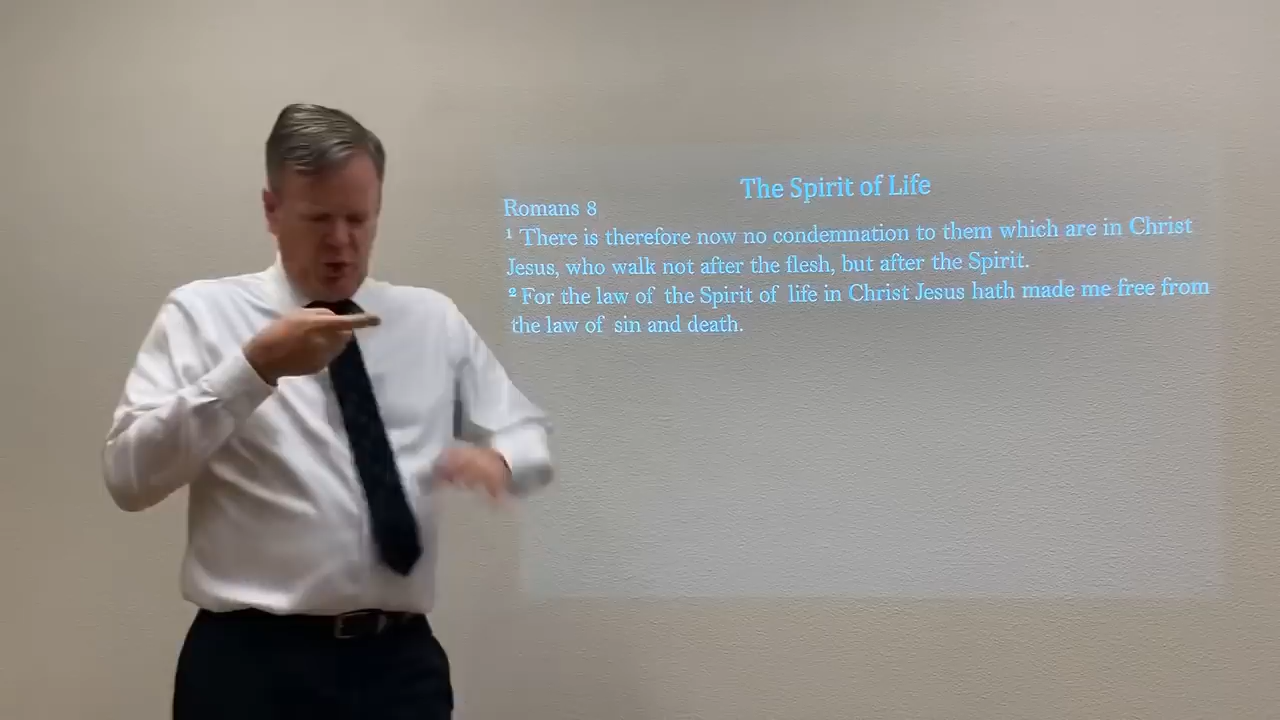 The Spirit of Life
Romans 8
¹ There is therefore now no condemnation to them which are in Christ
Jesus, who walk not after the flesh, but after the Spirit.
² For the law of the Spirit of life in Christ Jesus hath made me free from
the law of sin and death.